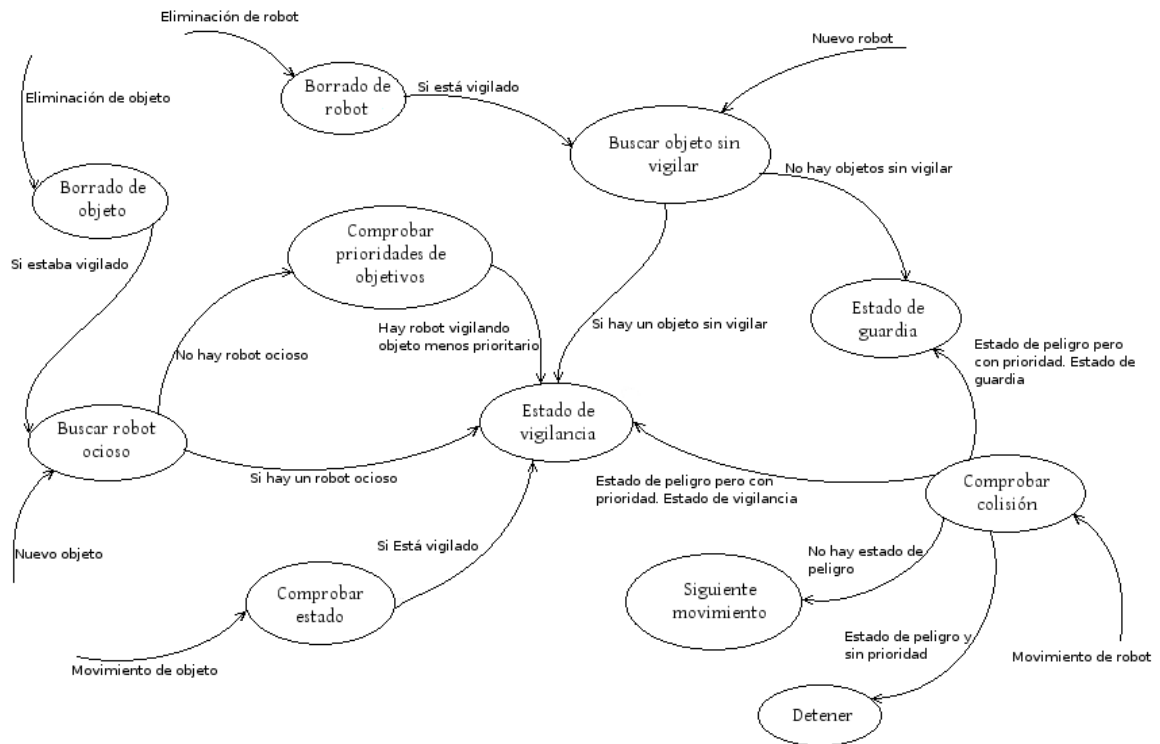 Eliminación de robot
Nuevo robot
Eliminación de objeto
Borrado de
robot
Si está vigilado
Buscar objeto sin
vigilar
No hay objetos sin vigilar
Borrado de
objeto
Comprobar
prioridades de
objetivos
Si estaba vigilado
Estado de
guardia
Hay robot vigilando
objeto menos prioritario
Si hay un objeto sin vigilar
No hay robot ocioso
Estado de peligro pero
con prioridad. Estado de
guardia
Estado de
vigilancia
Buscar robot
ocioso
Si hay un robot ocioso
Estado de peligro pero con
prioridad. Estado de vigilancia
Comprobar
colisión
Nuevo objeto
Si Está vigilado
No hay estado de
peligro
Comprobar
estado
Siguiente
movimiento
Estado de peligro y
sin prioridad
Movimiento de robot
Movimiento de objeto
Detener